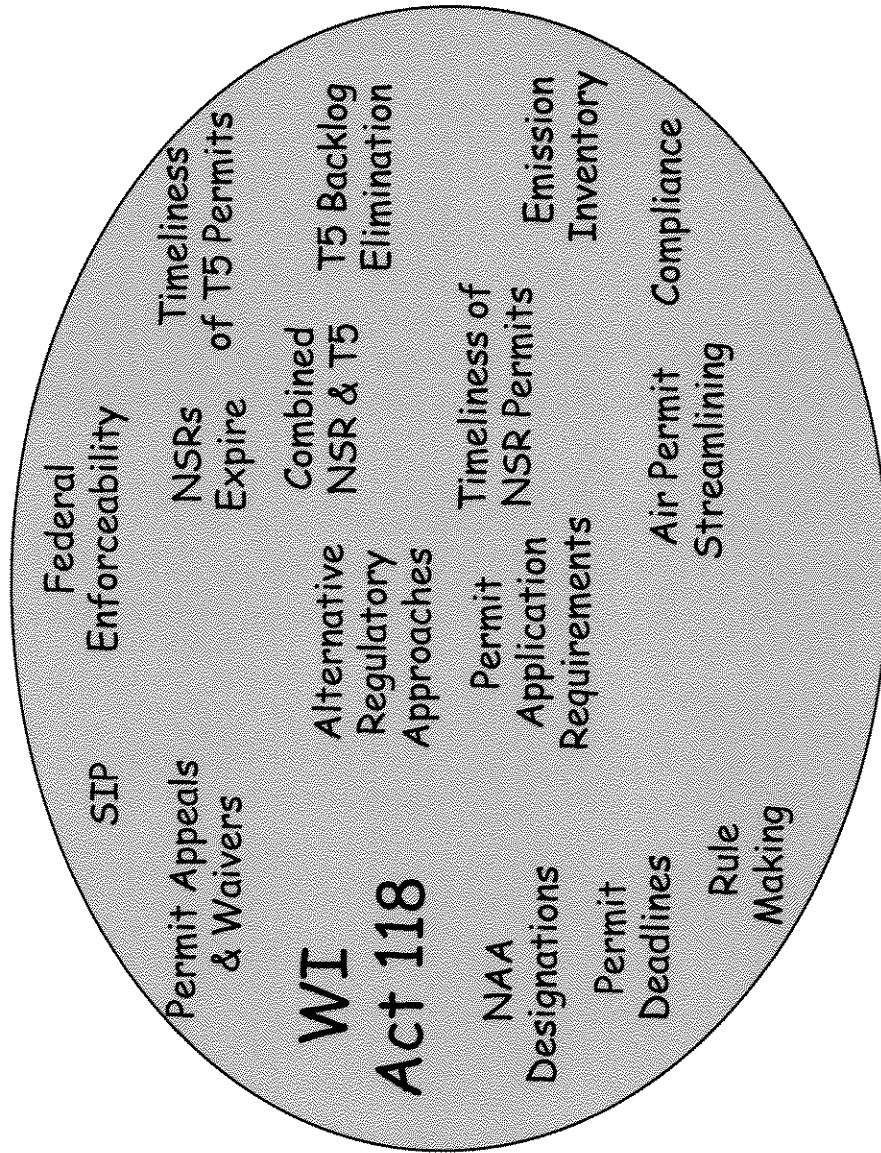 Federal
Enforceability
SIP
Permit Appeals
& Waivers
NSRs
Expire
Timeliness
of T5 Permits
WI
Act 118
Alternative
Regulatory
Approaches
Combined
NSR & T5
T5 Backlog
Elimination
NAA
Designations
Permit
Application
Requirements
Timeliness of
NSR Permits
Emission
Inventory
Permit
Deadlines
Air Permit
Streamlining
Compliance
Rule
Making